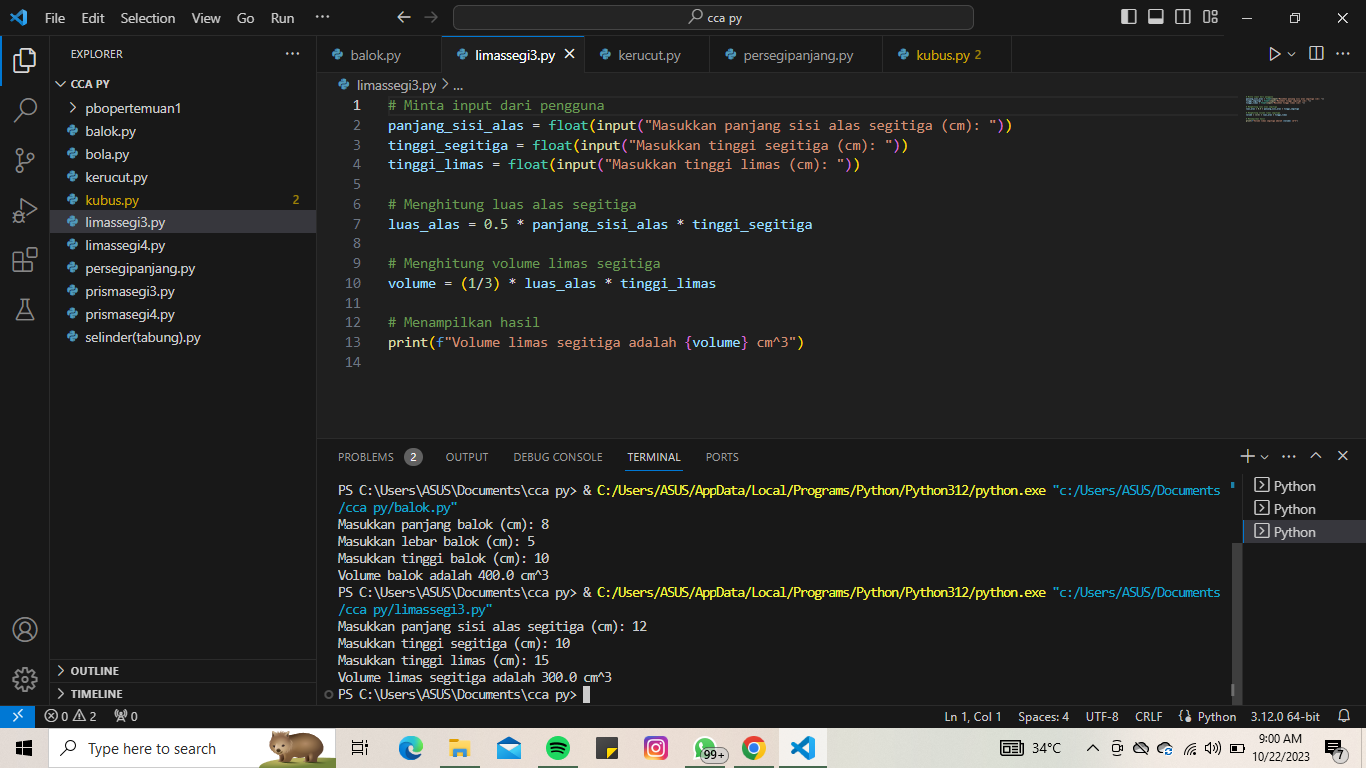 File Edit Selection View Go Run ··· cca py
EXPLORER ···
CCA PY
pbopertemuan1
balok.py
bola.py
kerucut.py
kubus.py 2
limassegi3.py
limassegi4.py
persegipanjang.py
prismasegi3.py
prismasegi4.py
selinder(tabung).py
OUTLINE
TIMELINE
balok.py limassegi3.py kerucut.py persegipanjang.py kubus.py 2
limassegi3.py > ...
1 # Minta input dari pengguna
2 panjang_sisi_alas = float(input("Masukkan panjang sisi alas segitiga (cm): "))
3 tinggi_segitiga = float(input("Masukkan tinggi segitiga (cm): "))
4 tinggi_limas = float(input("Masukkan tinggi limas (cm): "))
5
6 # Menghitung luas alas segitiga
7 luas_alas = 0.5 * panjang_sisi_alas * tinggi_segitiga
8
9 # Menghitung volume limas segitiga
10 volume = (1/3) * luas_alas * tinggi_limas
11
12 # Menampilkan hasil
13 print(f"Volume limas segitiga adalah {volume} cm^3")
14
PROBLEMS 2 OUTPUT DEBUG CONSOLE TERMINAL PORTS
PS C:\Users\ASUS\Documents\cca py> & C:/Users/ASUS/AppData/Local/Programs/Python/Python312/python.exe "c:/Users/ASUS/Documents
/cca py/balok.py"
Masukkan panjang balok (cm): 8
Masukkan lebar balok (cm): 5
Masukkan tinggi balok (cm): 10
Volume balok adalah 400.0 cm^3
PS C:\Users\ASUS\Documents\cca py> & C:/Users/ASUS/AppData/Local/Programs/Python/Python312/python.exe "c:/Users/ASUS/Documents
/cca py/limassegi3.py"
Masukkan panjang sisi alas segitiga (cm): 12
Masukkan tinggi segitiga (cm): 10
Masukkan tinggi limas (cm): 15
Volume limas segitiga adalah 300.0 cm^3
PS C:\Users\ASUS\Documents\cca py>
Python
Python
Python
0 2 0 Ln 1, Col 1 Spaces: 4 UTF-8 CRLF Python 3.12.0 64-bit
Type here to search 99+ 34°C 9:00 AM
10/22/2023 7